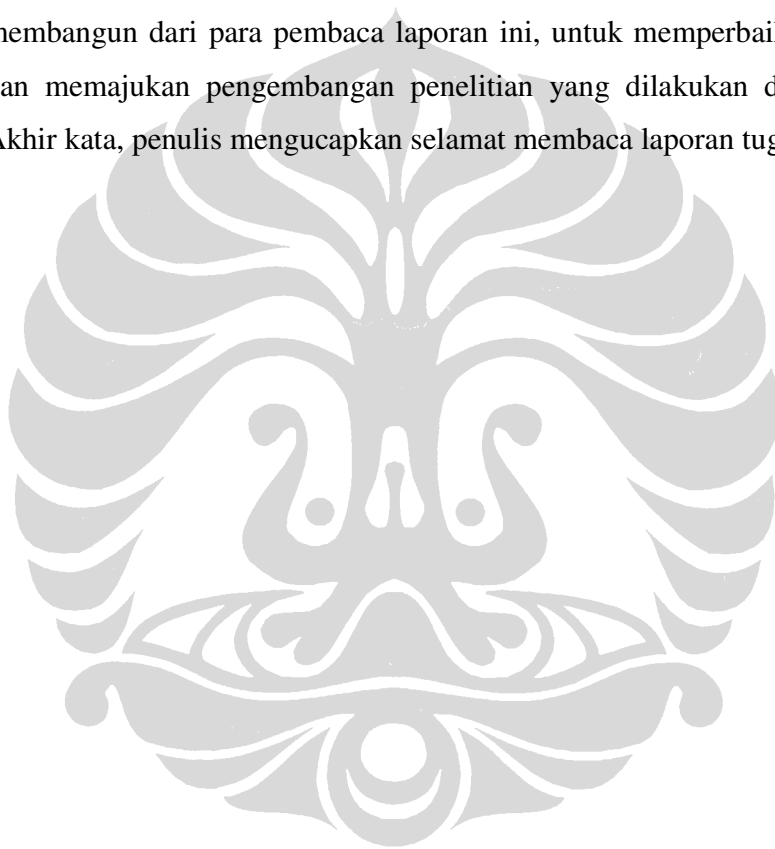 membangun dari para pembaca laporan ini, untuk memperbaik
an memajukan pengembangan penelitian yang dilakukan d
Akhir kata, penulis mengucapkan selamat membaca laporan tug